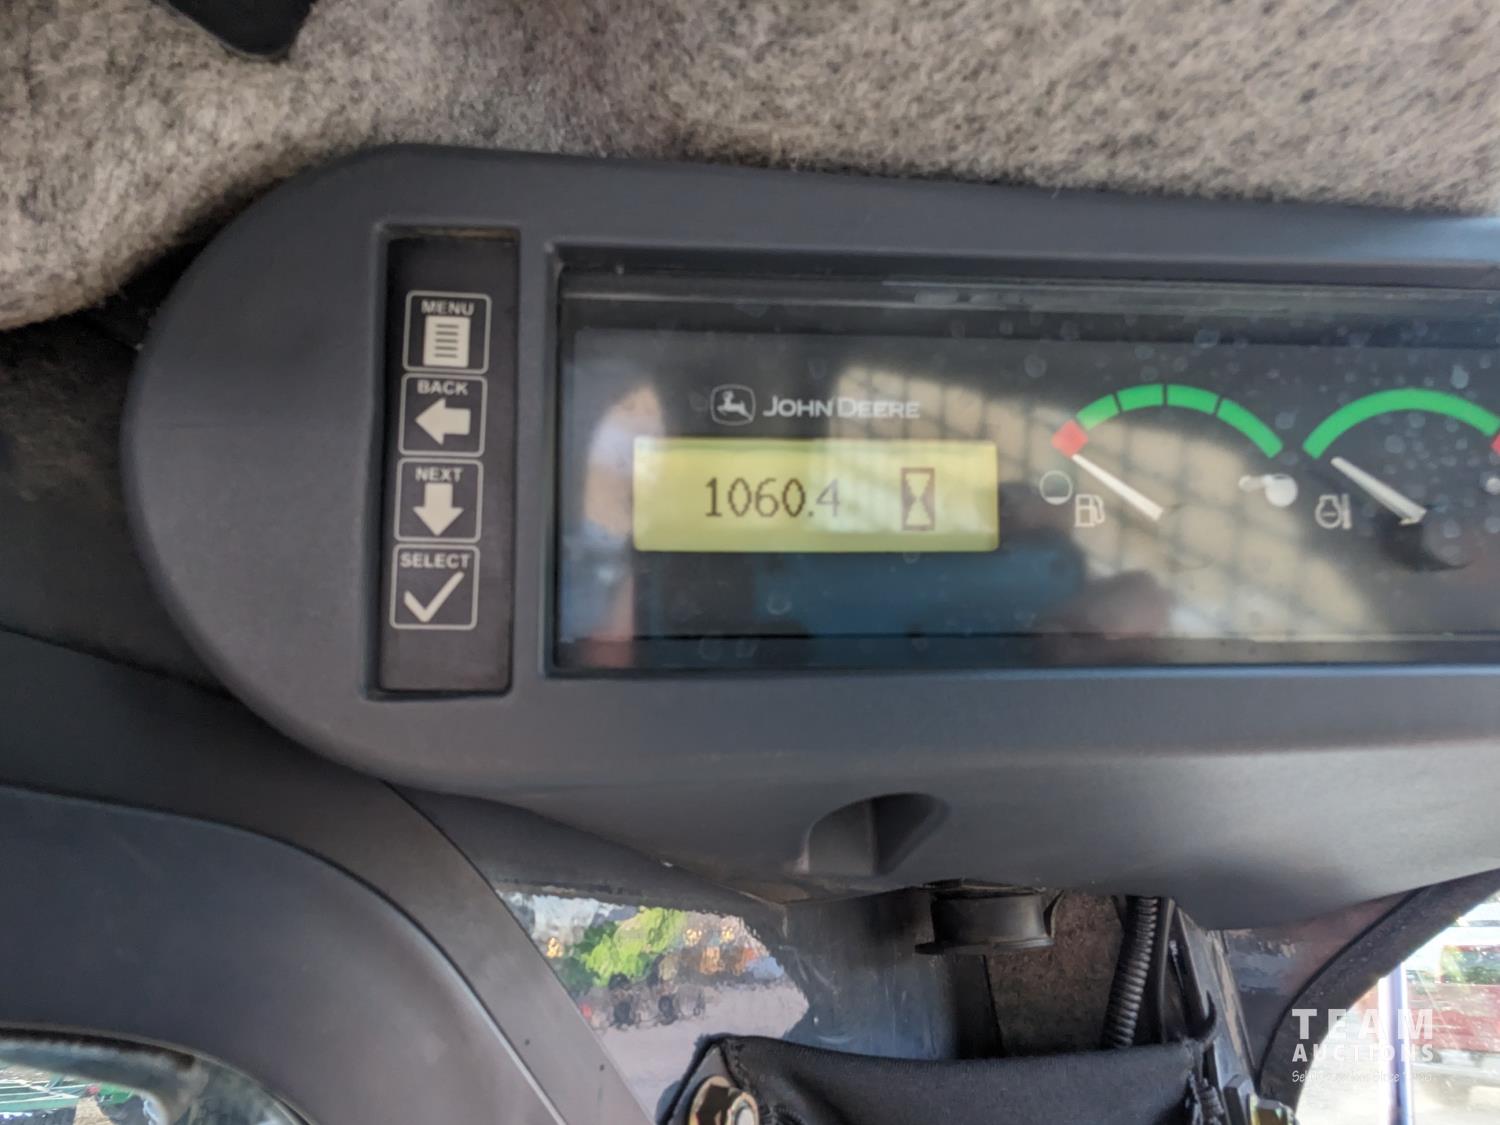 MENU
BACK
NEXT
SELECT
JOHN DEERE
1060.4
TEAM
AUCTIONS